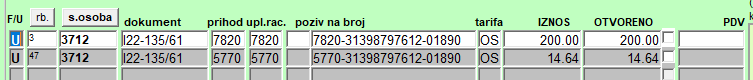 F/U rb. s.osoba dokument prihod upl.rac. poziv na broj tarifa IZNOS OTVORENO PDV
U 3 3712 I22-135/61 7820 7820 7820-31398797612-01890 OS 200.00 200.00
U 47 3712 I22-135/61 5770 5770 5770-31398797612-01890 OS 14.64 14.64